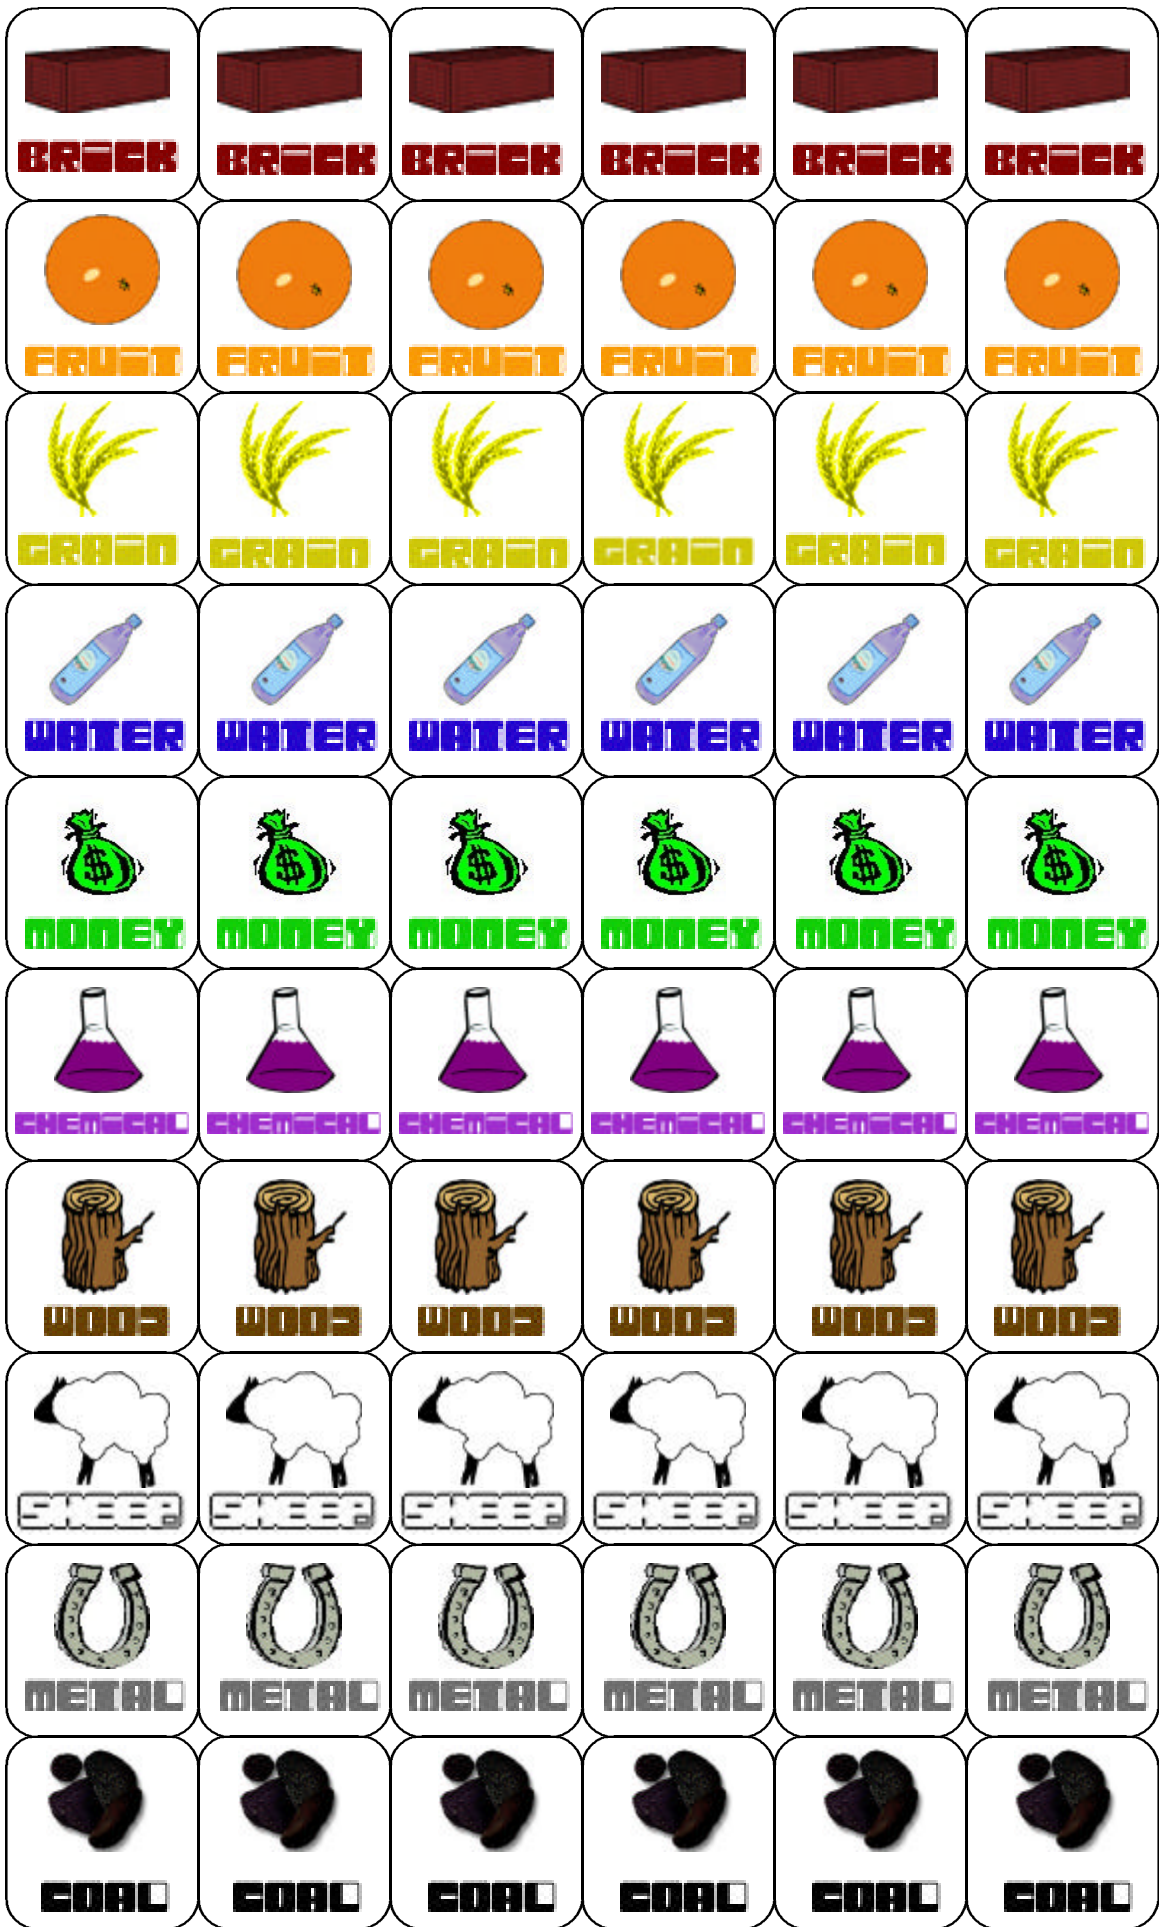 BRICK BRICK BRICK BRICK BRICK BRICK
FRUIT FRUIT FRUIT FRUIT FRUIT FRUIT
GRAIN GRAIN GRAIN GRAIN GRAIN GRAIN
WATER WATER WATER WATER WATER WATER
$ $ $ $ $ $
MONEY MONEY MONEY MONEY MONEY MONEY
CHEMICAL CHEMICAL CHEMICAL CHEMICAL CHEMICAL CHEMICAL
WOOD WOOD WOOD WOOD WOOD WOOD
SHEEP SHEEP SHEEP SHEEP SHEEP SHEEP
METAL METAL METAL METAL METAL METAL
COAL COAL COAL COAL COAL COAL